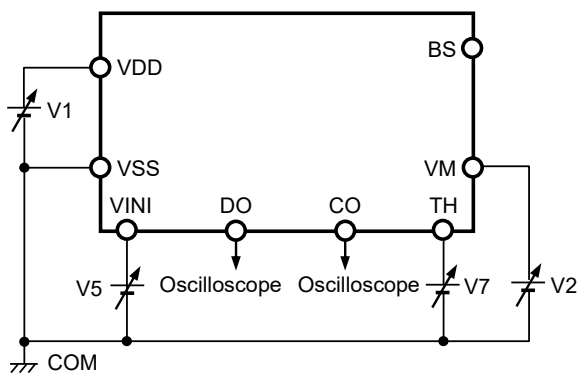 BS
VDD
V1
VSS
VM
VINI
DO
CO
TH
V5
Oscilloscope
Oscilloscope
V7
V2
COM